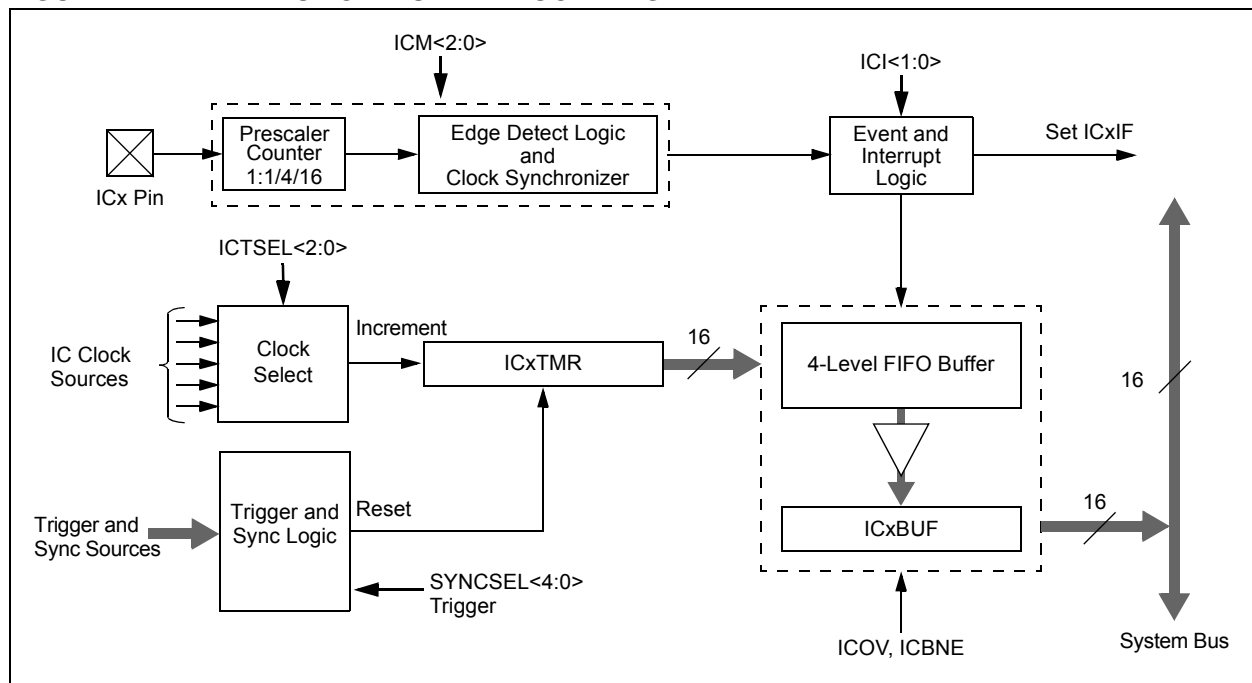 ICM<2:0>
ICI<1:0>
Prescaler
Counter
1:1/4/16
Edge Detect Logic
and
Clock Synchronizer
Event and
Interrupt
Logic
Set ICxIF
ICx Pin
ICTSEL<2:0>
IC Clock
Sources
Clock
Select
Increment
ICxTMR
16
4-Level FIFO Buffer
16
Trigger and
Sync Sources
Trigger and
Sync Logic
Reset
SYNCSEL<4:0>
Trigger
ICxBUF
16
ICOV, ICBNE
System Bus